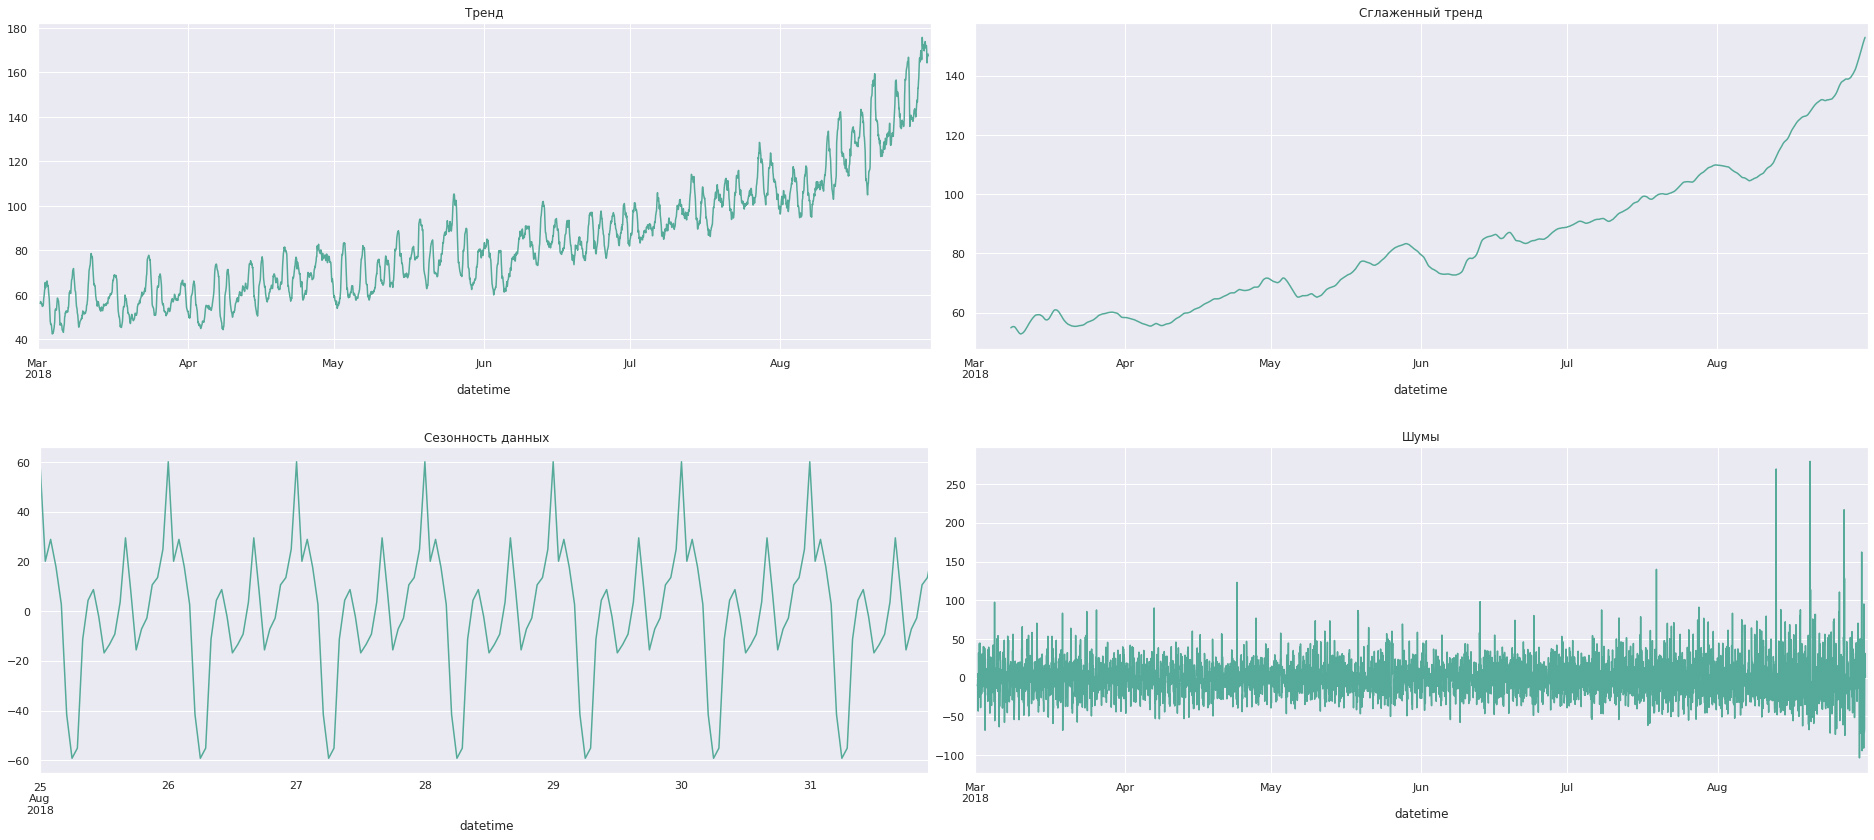 Тренд
180
160
140
120
100
80
60
40
Mar
2018
Apr
May
Jun
Jul
Aug
datetime
Сглаженный тренд
140
120
100
80
60
Mar
2018
Apr
May
Jun
Jul
Aug
datetime
Сезонность данных
60
40
20
0
−20
−40
−60
25
Aug
2018
26
27
28
29
30
31
datetime
Шумы
250
200
150
100
50
0
−50
−100
Mar
2018
Apr
May
Jun
Jul
Aug
datetime